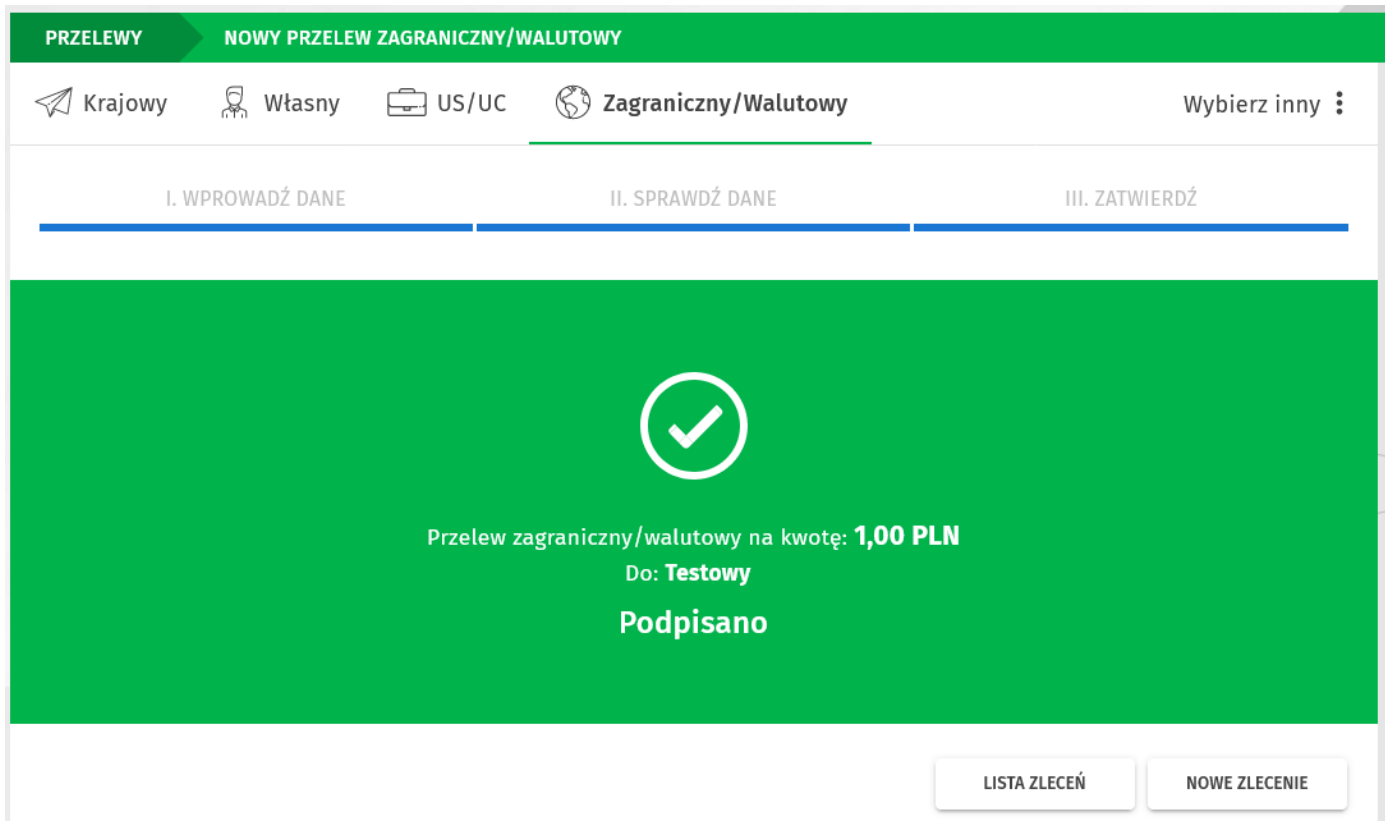 PRZELEWY NOWY PRZELEW ZAGRANICZNY/WALUTOWY
Krajowy Własny US/UC Zagraniczny/Walutowy Wybierz inny
I. WPROWADŹ DANE II. SPRAWDŹ DANE III. ZATWIERDŹ
Przelew zagraniczny/walutowy na kwotę: 1,00 PLN
Do: Testowy
Podpisano
LISTA ZLECEŃ NOWE ZLECENIE